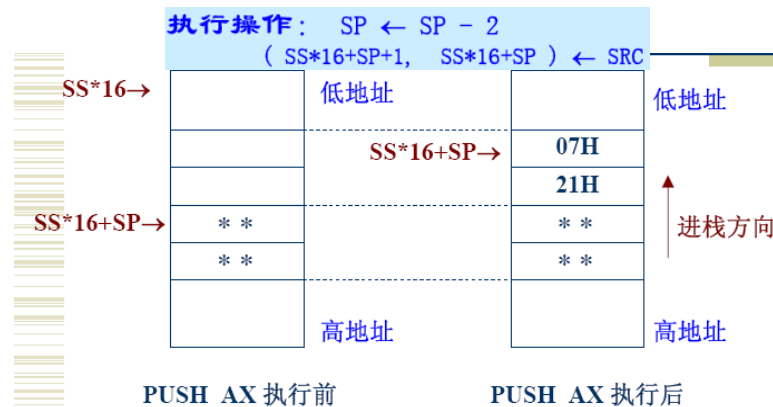 执行操作： SP ← SP - 2
( SS*16+SP+1, SS*16+SP ) ← SRC
SS*16→
低地址
低地址
SS*16+SP→
07H
21H
SS*16+SP→
* *
* *
进栈方向
* *
* *
高地址
高地址
PUSH AX 执行前
PUSH AX 执行后